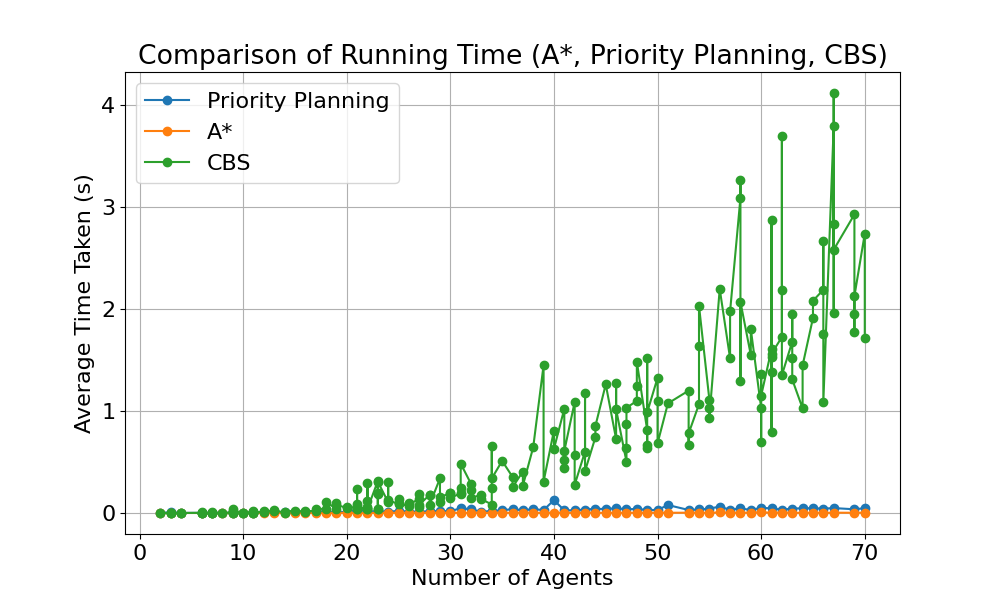 Comparison of Running Time (A*, Priority Planning, CBS)
Priority Planning
A*
CBS
Average Time Taken (s)
4
3
2
1
0
0 10 20 30 40 50 60 70
Number of Agents